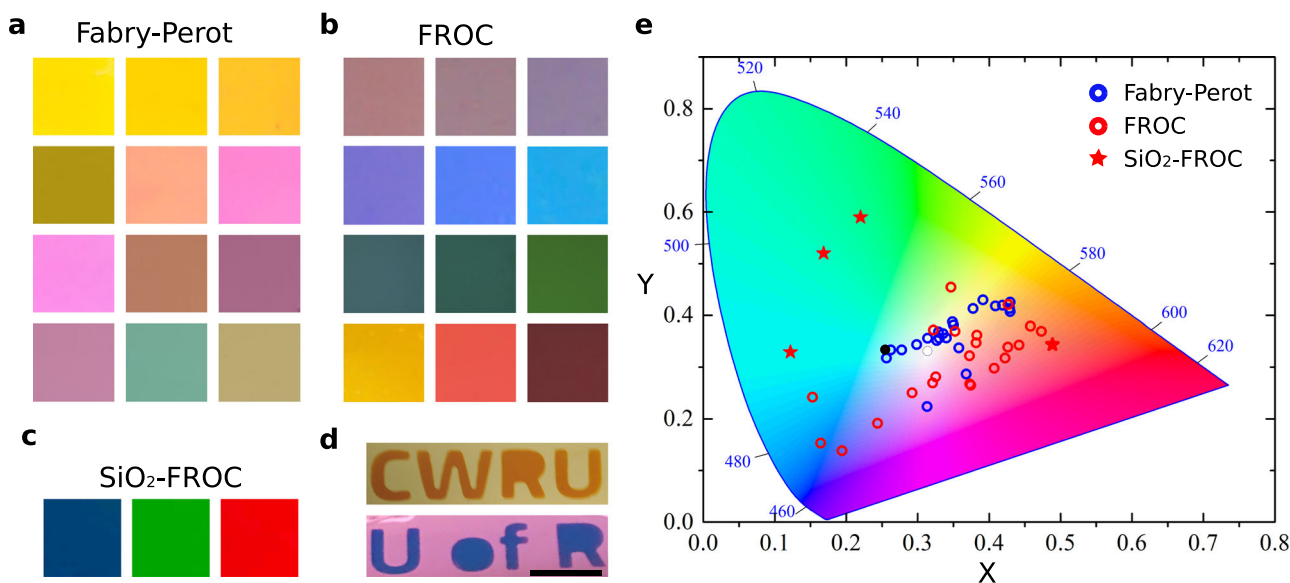 a
Fabry-Perot
b
FROC
c
SiO₂-FROC
d
CWRU
U of R
e
Fabry-Perot
FROC
SiO₂-FROC
520
540
560
580
600
620
500
480
460
Y
0.8
0.6
0.4
0.2
0.0
0.0 0.1 0.2 0.3 0.4 0.5 0.6 0.7 0.8
X